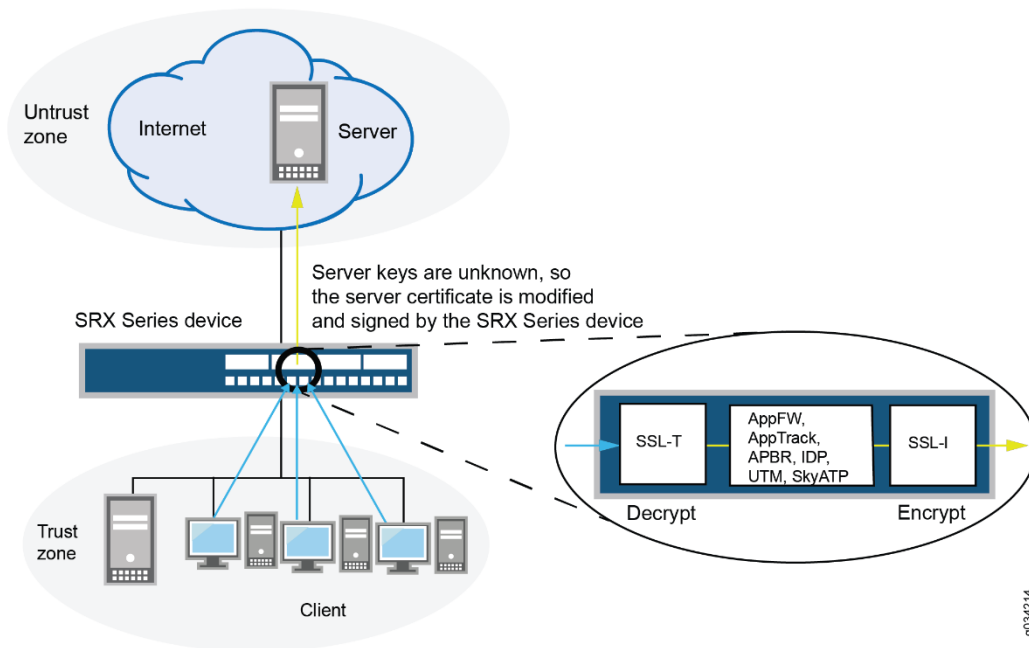 Untrust
zone
Internet
Server
Server keys are unknown, so
the server certificate is modified
and signed by the SRX Series device
SRX Series device
SSL-T
AppFW,
AppTrack,
APBR, IDP,
UTM, SkyATP
SSL-I
Decrypt
Encrypt
Trust
zone
Client
g034214